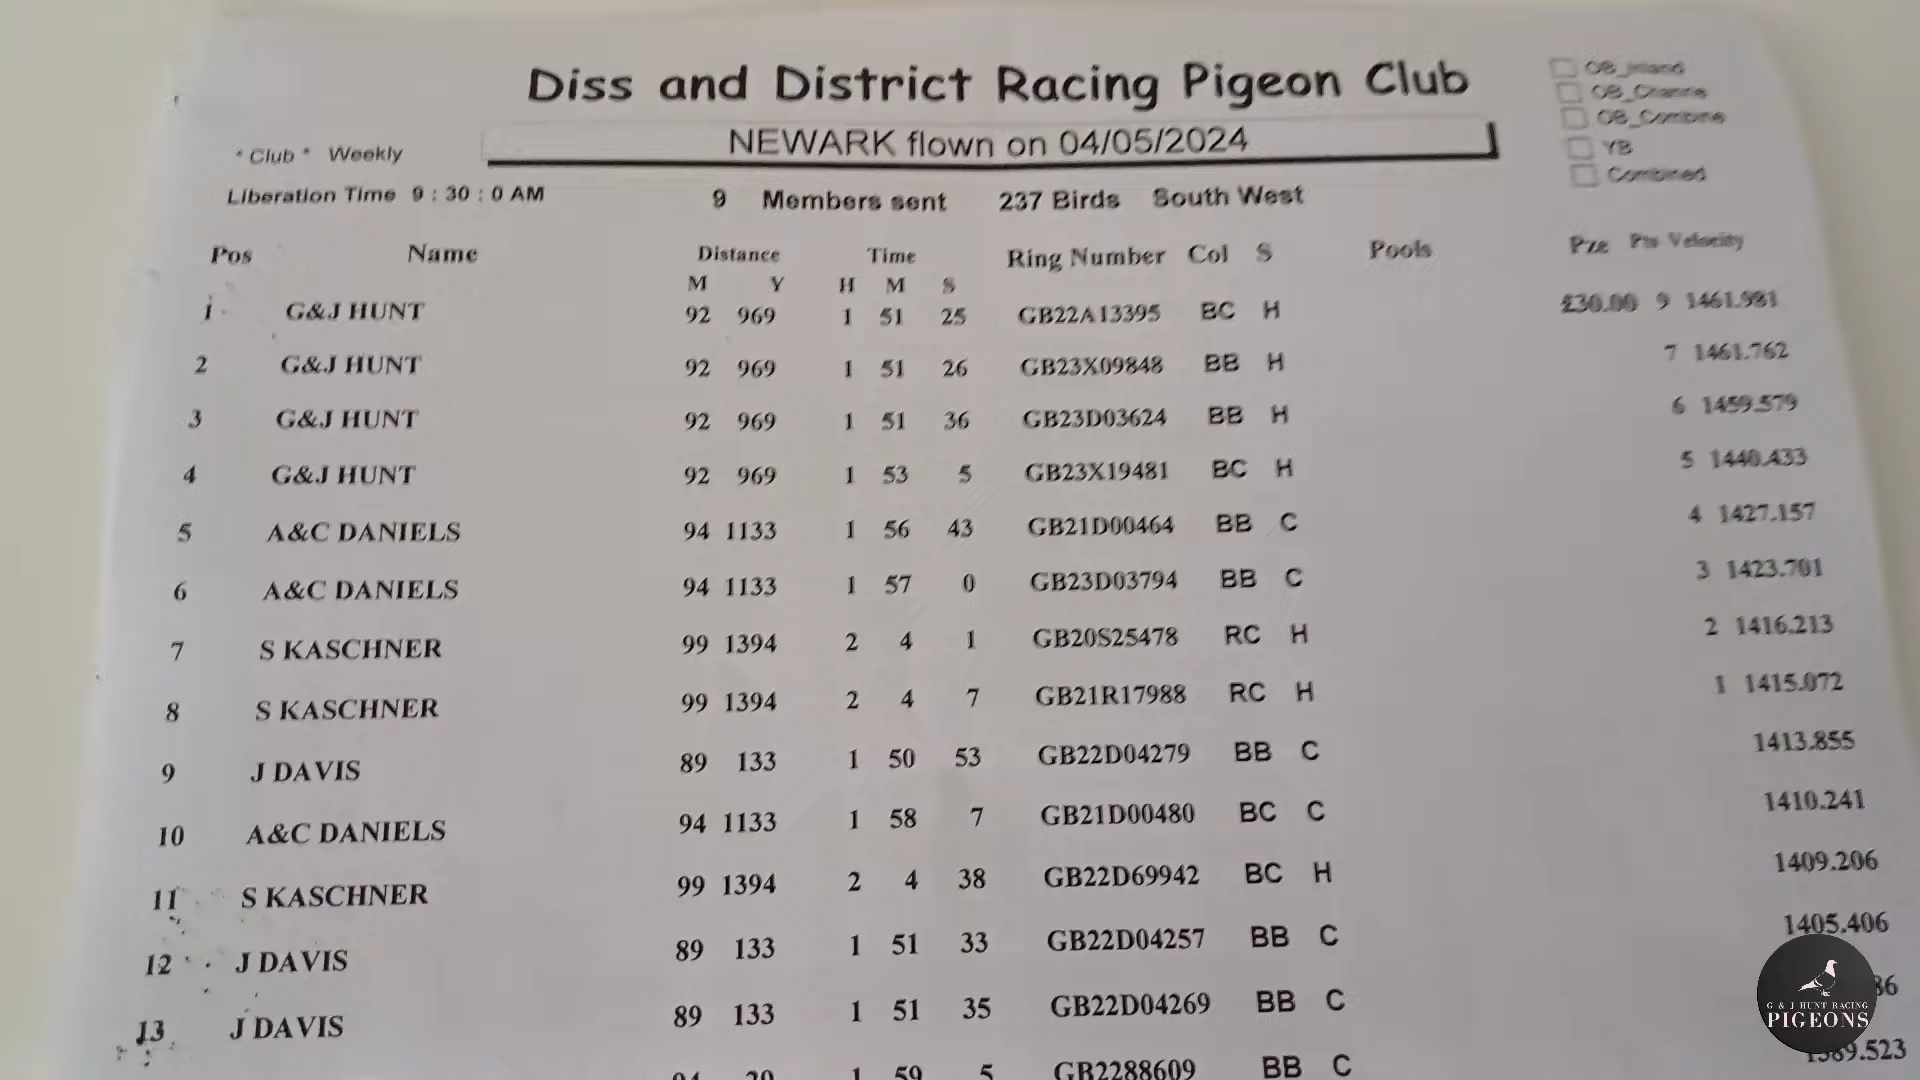 Diss and District Racing Pigeon Club
OB_Inland
OB_Channe
OB_Combine
YB
Combined
NEWARK flown on 04/05/2024
* Club * Weekly
Liberation Time 9 : 30 : 0 AM 9 Members sent 237 Birds South West
Pos Name Distance Time Ring Number Col S Pools Pze Pts Velocity
M Y H M S
1 G&J HUNT 92 969 1 51 25 GB22A13395 BC H £30.00 9 1461.981
2 G&J HUNT 92 969 1 51 26 GB23X09848 BB H 7 1461.762
3 G&J HUNT 92 969 1 51 36 GB23D03624 BB H 6 1459.579
4 G&J HUNT 92 969 1 53 5 GB23X19481 BC H 5 1440.433
5 A&C DANIELS 94 1133 1 56 43 GB21D00464 BB C 4 1427.157
6 A&C DANIELS 94 1133 1 57 0 GB23D03794 BB C 3 1423.701
7 S KASCHNER 99 1394 2 4 1 GB20S25478 RC H 2 1416.213
8 S KASCHNER 99 1394 2 4 7 GB21R17988 RC H 1 1415.072
9 J DAVIS 89 133 1 50 53 GB22D04279 BB C 1413.855
10 A&C DANIELS 94 1133 1 58 7 GB21D00480 BC C 1410.241
11 S KASCHNER 99 1394 2 4 38 GB22D69942 BC H 1409.206
12 J DAVIS 89 133 1 51 33 GB22D04257 BB C 1405.406
13 J DAVIS 89 133 1 51 35 GB22D04269 BB C
1 59 5 GB2288609 BB C
G & J HUNT RACING
PIGEONS